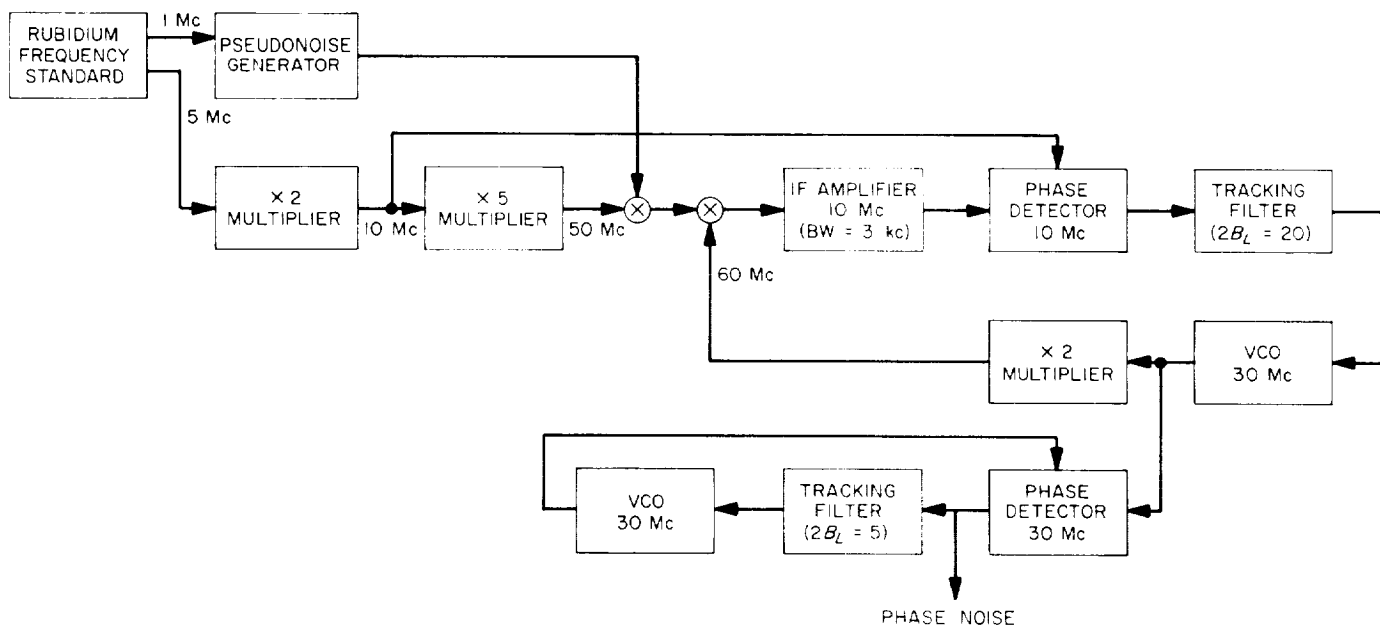 RUBIDIUM
FREQUENCY
STANDARD
1 Mc
PSEUDONOISE
GENERATOR
5 Mc
× 2
MULTIPLIER
10 Mc
× 5
MULTIPLIER
50 Mc
IF AMPLIFIER
10 Mc
(BW = 3 kc)
PHASE
DETECTOR
10 Mc
TRACKING
FILTER
(2B_L = 20)
60 Mc
× 2
MULTIPLIER
VCO
30 Mc
VCO
30 Mc
TRACKING
FILTER
(2B_L = 5)
PHASE
DETECTOR
30 Mc
PHASE NOISE